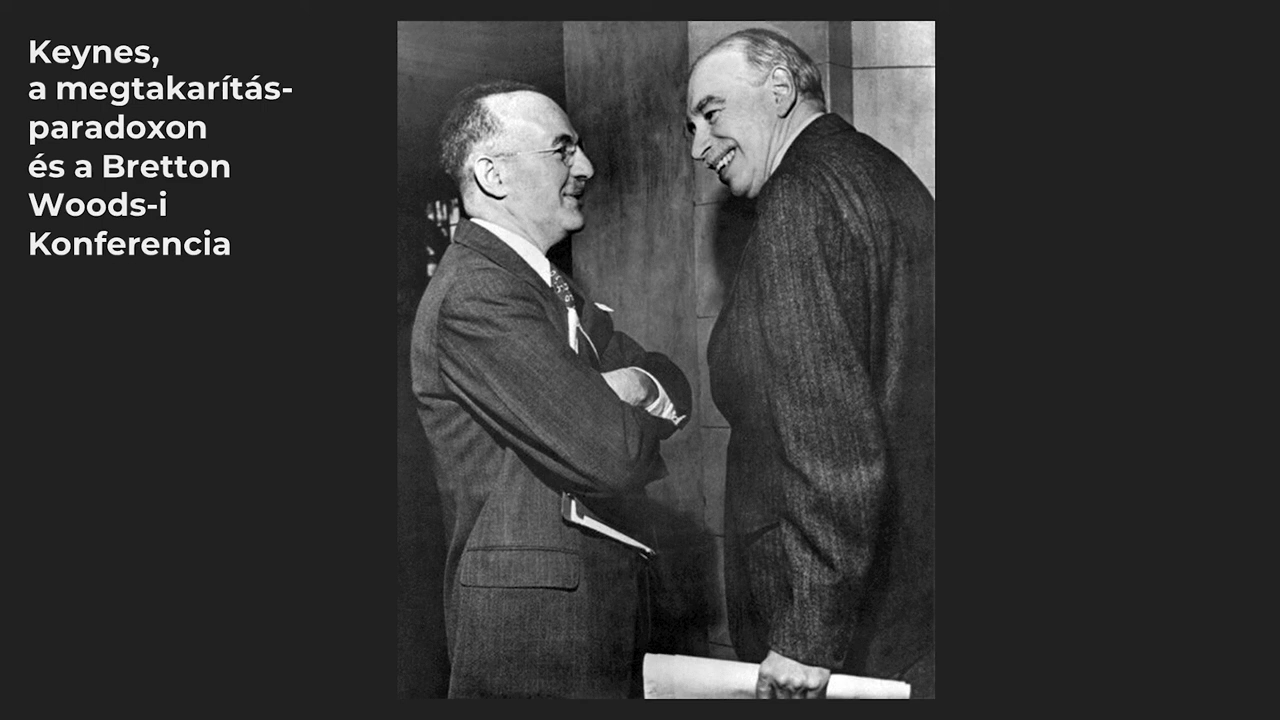 Keynes,
a megtakarítás-
paradoxon
és a Bretton
Woods-i
Konferencia